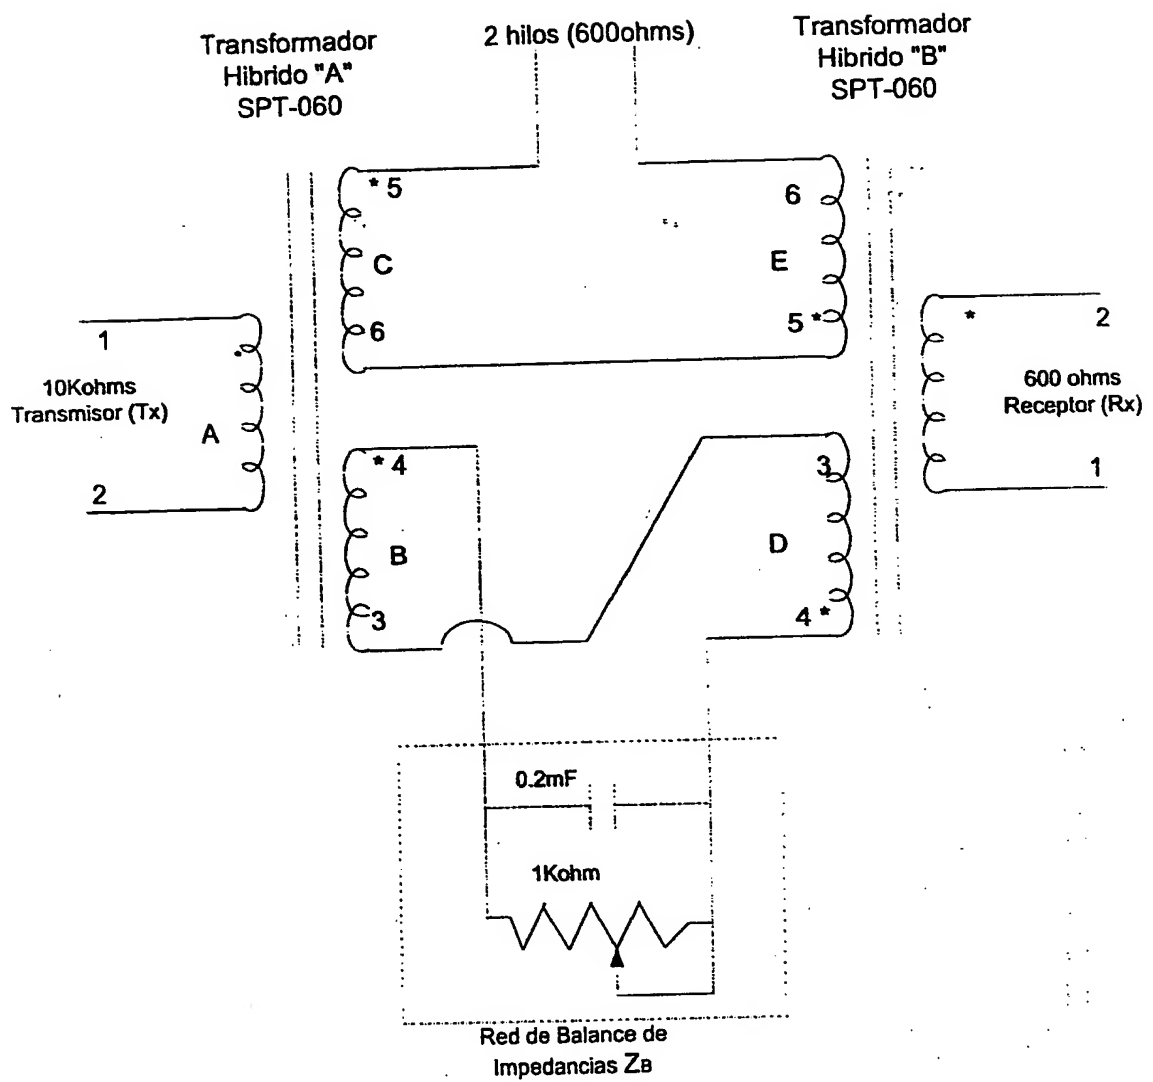 Transformador
Hibrido "A"
SPT-060
2 hilos (600ohms)
Transformador
Hibrido "B"
SPT-060
* 5
C
6
6
E
5 *
1
10Kohms
Transmisor (Tx)
A
2
* 2
600 ohms
Receptor (Rx)
1
* 4
B
3
3
D
4 *
0.2mF
1Kohm
Red de Balance de
Impedancias ZB